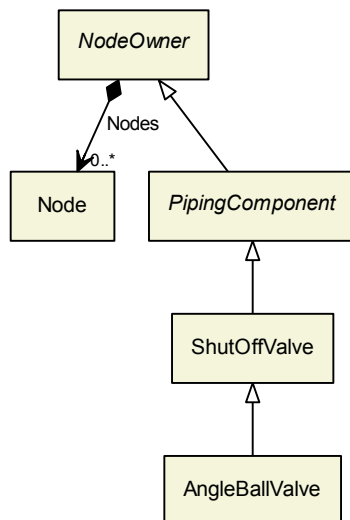 NodeOwner
Nodes
0..*
Node
PipingComponent
ShutOffValve
AngleBallValve